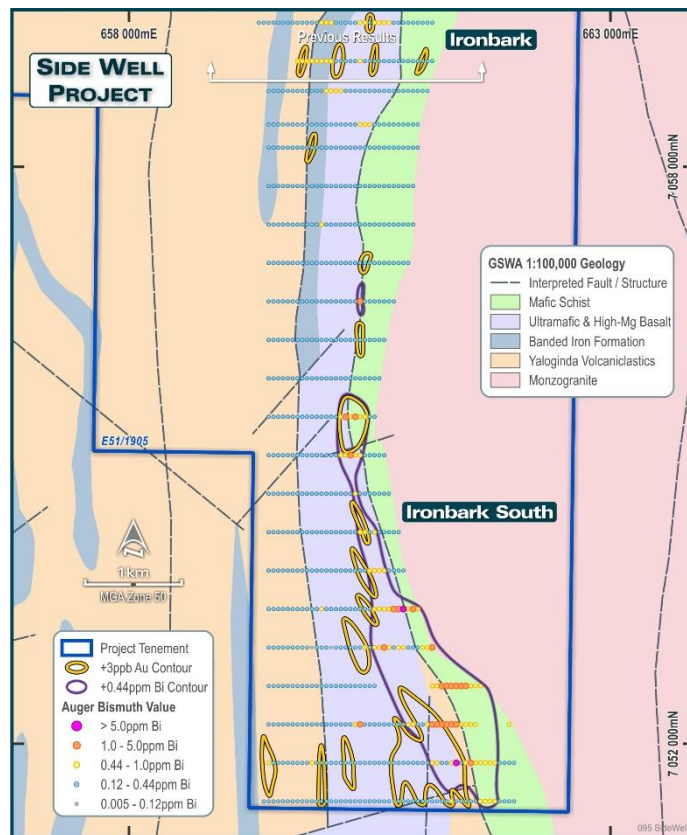 658 000mE
663 000mE
Previous Results
Ironbark
SIDE WELL
PROJECT
7 058 000mN
GSWA 1:100,000 Geology
Interpreted Fault / Structure
Mafic Schist
Ultramafic & High-Mg Basalt
Banded Iron Formation
Yaloginda Volcaniclastics
Monzogranite
E51/1905
Ironbark South
1km
MGA Zone 50
Project Tenement
+3ppb Au Contour
+0.44ppm Bi Contour
Auger Bismuth Value
> 5.0ppm Bi
1.0 - 5.0ppm Bi
0.44 - 1.0ppm Bi
0.12 - 0.44ppm Bi
0.005 - 0.12ppm Bi
7 052 000mN
095 SideWell